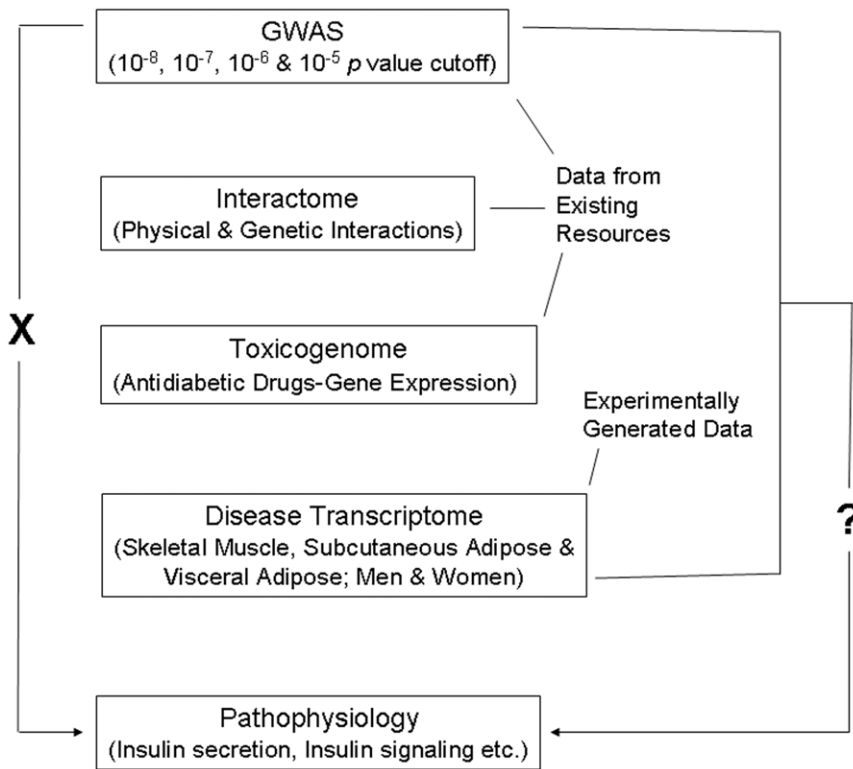 GWAS
(10⁻⁸, 10⁻⁷, 10⁻⁶ & 10⁻⁵ p value cutoff)
Interactome
(Physical & Genetic Interactions)
Data from
Existing
Resources
X
Toxicogenome
(Antidiabetic Drugs-Gene Expression)
Experimentally
Generated Data
Disease Transcriptome
(Skeletal Muscle, Subcutaneous Adipose &
Visceral Adipose; Men & Women)
?
Pathophysiology
(Insulin secretion, Insulin signaling etc.)